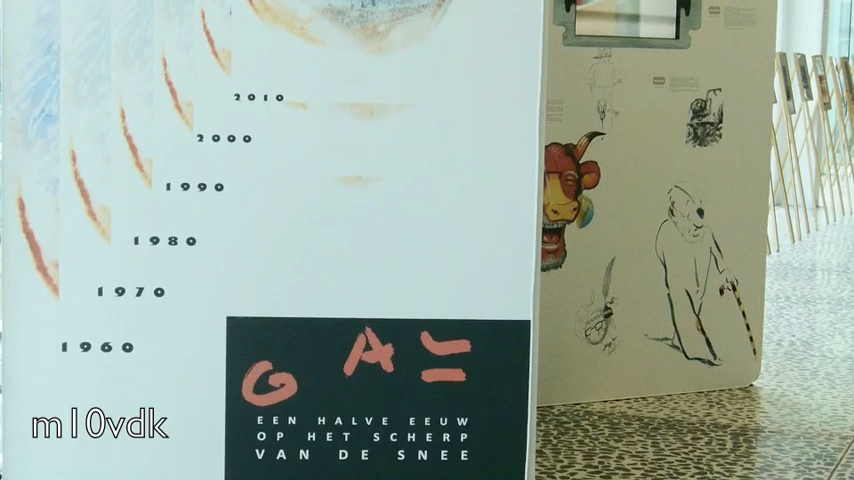 2010
2000
1990
1980
1970
1960
GAL
EEN HALVE EEUW
OP HET SCHERP
VAN DE SNEE
m10vdk